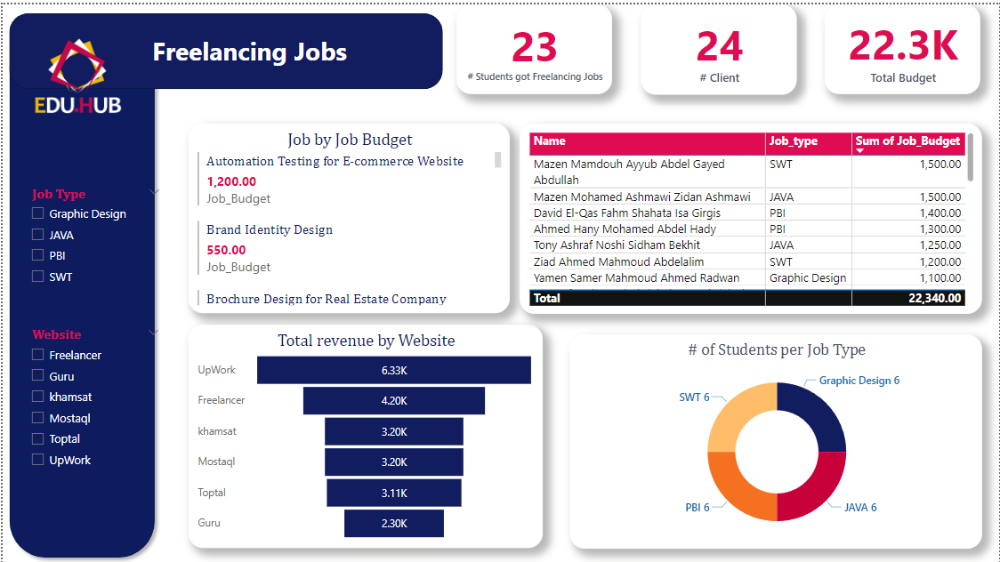 EDU.HUB
Freelancing Jobs
23
# Students got Freelancing Jobs
24
# Client
22.3K
Total Budget
Job Type
Graphic Design
JAVA
PBI
SWT
Website
Freelancer
Guru
khamsat
Mostaql
Toptal
UpWork
Job by Job Budget
Automation Testing for E-commerce Website
1,200.00
Job_Budget
Brand Identity Design
550.00
Job_Budget
Brochure Design for Real Estate Company
Name Job_type Sum of Job_Budget
Mazen Mamdouh Ayyub Abdel Gayed
Abdullah SWT 1,500.00
Mazen Mohamed Ashmawi Zidan Ashmawi JAVA 1,500.00
David El-Qas Fahm Shahata Isa Girgis PBI 1,400.00
Ahmed Hany Mohamed Abdel Hady PBI 1,300.00
Tony Ashraf Noshi Sidham Bekhit JAVA 1,250.00
Ziad Ahmed Mahmoud Abdelalim SWT 1,200.00
Yamen Samer Mahmoud Ahmed Radwan Graphic Design 1,100.00
Total 22,340.00
Total revenue by Website
UpWork 6.33K
Freelancer 4.20K
khamsat 3.20K
Mostaql 3.20K
Toptal 3.11K
Guru 2.30K
# of Students per Job Type
Graphic Design 6
SWT 6
PBI 6
JAVA 6